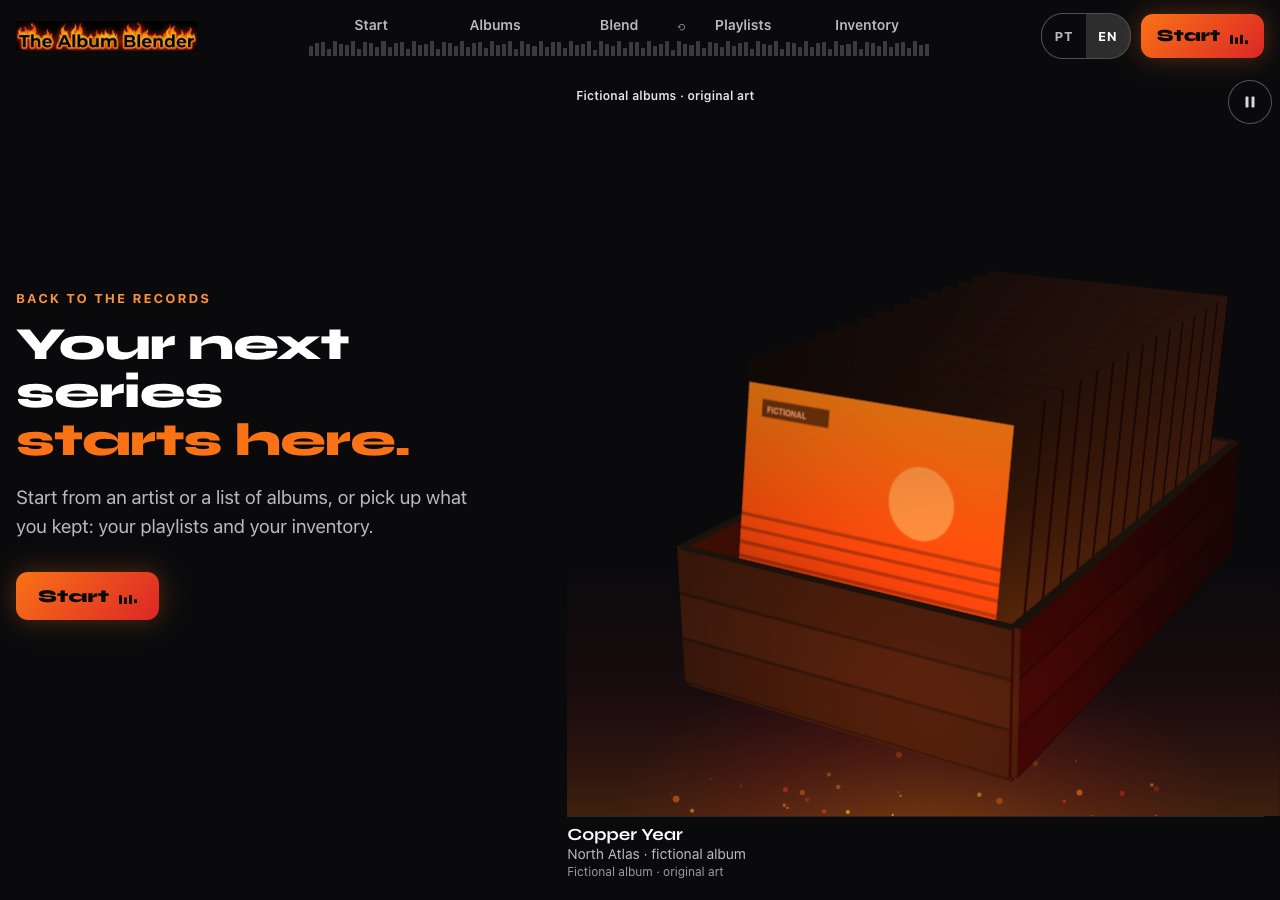 The Album Blender
Start
Albums
Blend
Playlists
Inventory
PT
EN
Start
Fictional albums · original art
BACK TO THE RECORDS
Your next
series
starts here.
Start from an artist or a list of albums, or pick up what
you kept: your playlists and your inventory.
Start
FICTIONAL
Copper Year
North Atlas · fictional album
Fictional album · original art